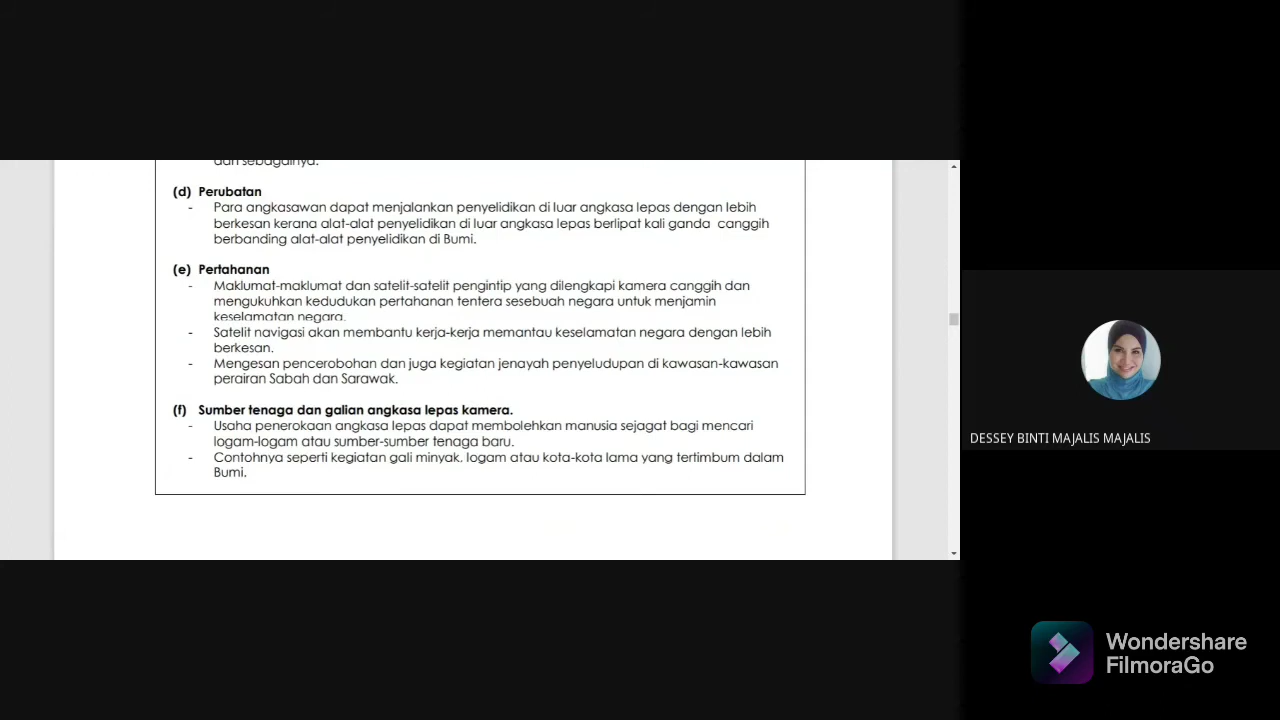 dan sebagainya.
(d) Perubatan
- Para angkasawan dapat menjalankan penyelidikan di luar angkasa lepas dengan lebih
berkesan kerana alat-alat penyelidikan di luar angkasa lepas berlipat kali ganda canggih
berbanding alat-alat penyelidikan di Bumi.
(e) Pertahanan
- Maklumat-maklumat dan satelit-satelit pengintip yang dilengkapi kamera canggih dan
mengukuhkan kedudukan pertahanan tentera sesebuah negara untuk menjamin
keselamatan negara.
- Satelit navigasi akan membantu kerja-kerja memantau keselamatan negara dengan lebih
berkesan.
- Mengesan pencerobohan dan juga kegiatan jenayah penyeludupan di kawasan-kawasan
perairan Sabah dan Sarawak.
(f) Sumber tenaga dan galian angkasa lepas kamera.
- Usaha penerokaan angkasa lepas dapat membolehkan manusia sejagat bagi mencari
logam-logam atau sumber-sumber tenaga baru.
- Contohnya seperti kegiatan gali minyak, logam atau kota-kota lama yang tertimbum dalam
Bumi.
DESSEY BINTI MAJALIS MAJALIS
Wondershare
FilmoraGo